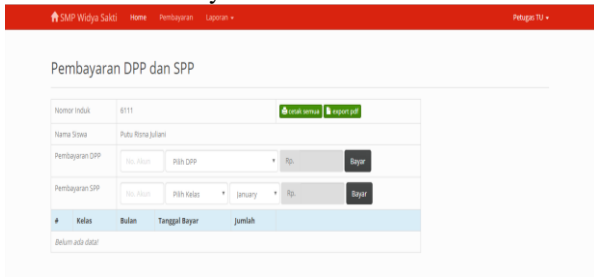 SMP Widya Sakti Home Pembayaran Laporan Petugas TU
Pembayaran DPP dan SPP
Nomor Induk 6111 cetak semua export pdf
Nama Siswa Putu Risna Juliani
Pembayaran DPP No. Akun Pilih DPP Rp. Bayar
Pembayaran SPP No. Akun Pilih Kelas January Rp. Bayar
# Kelas Bulan Tanggal Bayar Jumlah
Belum ada data!